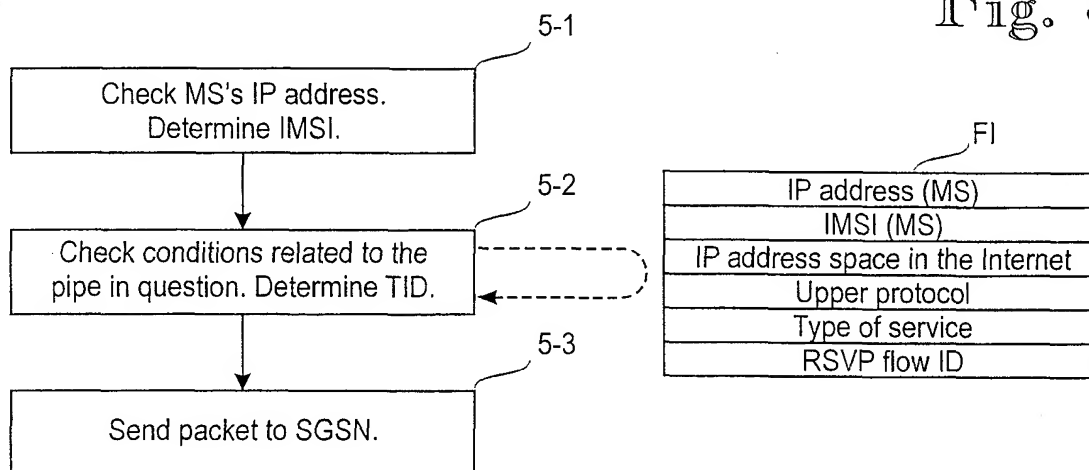 Fig.
5-1
Check MS's IP address.
Determine IMSI.
5-2
Check conditions related to the
pipe in question. Determine TID.
5-3
Send packet to SGSN.
FI
IP address (MS)
IMSI (MS)
IP address space in the Internet
Upper protocol
Type of service
RSVP flow ID